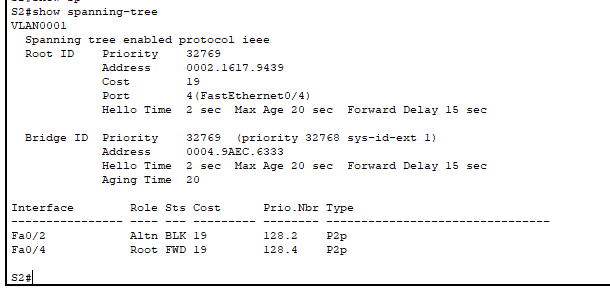 S2#show spanning-tree
VLAN0001
  Spanning tree enabled protocol ieee
  Root ID    Priority    32769
             Address     0002.1617.9439
             Cost        19
             Port        4(FastEthernet0/4)
             Hello Time  2 sec  Max Age 20 sec  Forward Delay 15 sec

  Bridge ID  Priority    32769  (priority 32768 sys-id-ext 1)
             Address     0004.9AEC.6333
             Hello Time  2 sec  Max Age 20 sec  Forward Delay 15 sec
             Aging Time  20

Interface        Role Sts Cost      Prio.Nbr Type
---------------- ---- --- --------- -------- --------------------------------
Fa0/2            Altn BLK 19        128.2    P2p
Fa0/4            Root FWD 19        128.4    P2p

S2#